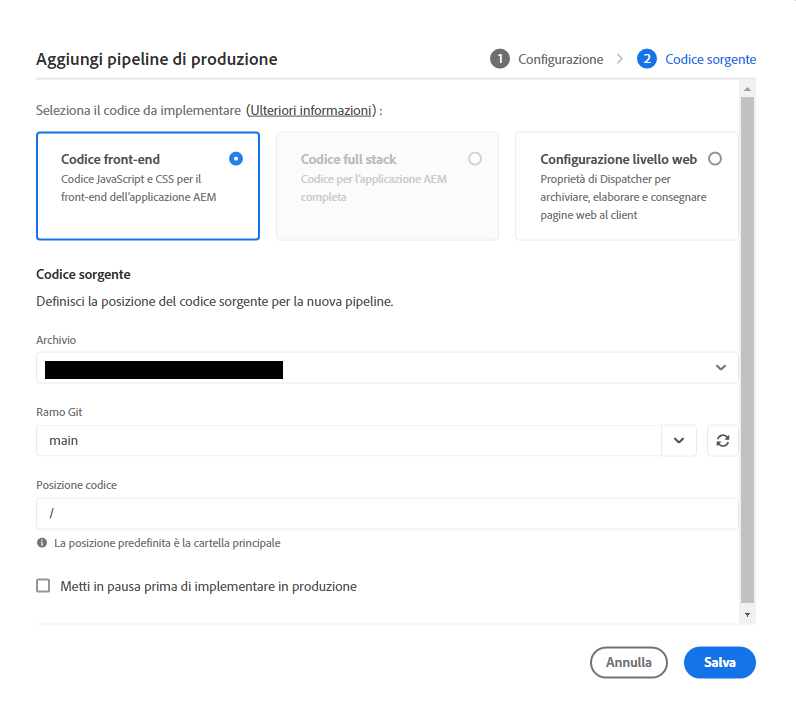 Aggiungi pipeline di produzione
1 Configurazione
2 Codice sorgente
Seleziona il codice da implementare (Ulteriori informazioni) :
Codice front-end
Codice JavaScript e CSS per il
front-end dell'applicazione AEM
Codice full stack
Codice per l'applicazione AEM
completa
Configurazione livello web
Proprietà di Dispatcher per
archiviare, elaborare e consegnare
pagine web al client
Codice sorgente
Definisci la posizione del codice sorgente per la nuova pipeline.
Archivio
Ramo Git
main
Posizione codice
/
La posizione predefinita è la cartella principale
Metti in pausa prima di implementare in produzione
Annulla
Salva